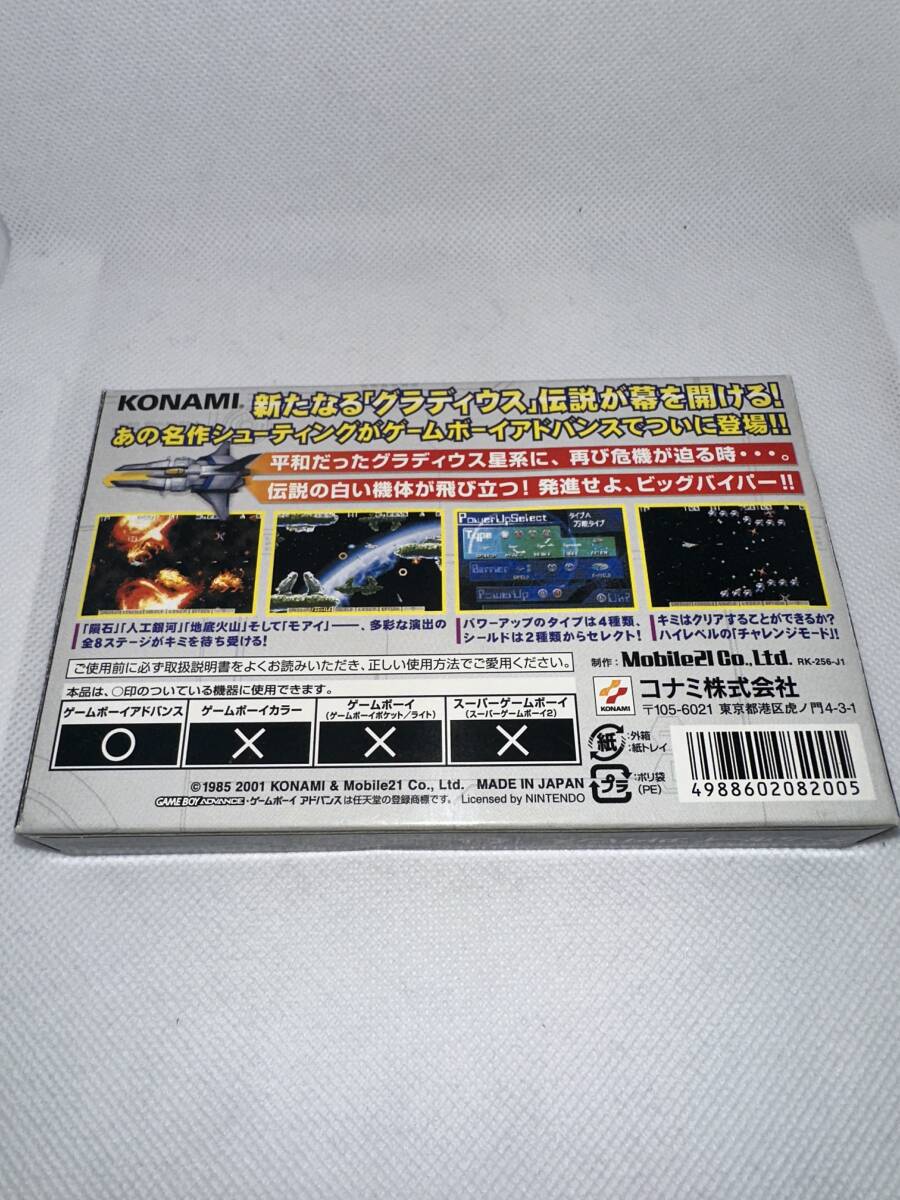 KONAMI
新たなる「グラディウス」伝説が幕を開ける!
あの名作シューティングがゲームボーイアドバンスでついに登場!!
平和だったグラディウス星系に、再び危機が迫る時・・・。
伝説の白い機体が飛び立つ! 発進せよ、ビッグバイパー!!
PowerUpSelect
タイプA
万能タイプ
Type
Barrier
PowerUp
「隕石」「人工銀河」「地底火山」そして「モアイ」――、多彩な演出の
全8ステージがキミを待ち受ける!
パワーアップのタイプは4種類、
シールドは2種類からセレクト!
キミはクリアすることができるか?
ハイレベルの「チャレンジモード」!
ご使用前に必ず取扱説明書をよくお読みいただき、正しい使用方法でご愛用ください。
制作: Mobile21 Co.,Ltd. RK-256-J1
本品は、○印のついている機器に使用できます。
ゲームボーイアドバンス
○
ゲームボーイカラー
×
ゲームボーイ
(ゲームボーイポケット/ライト)
×
スーパーゲームボーイ
(スーパーゲームボーイ2)
×
KONAMI
コナミ株式会社
〒105-6021 東京都港区虎ノ門4-3-1
紙
:外箱
:紙トレイ
プラ
:ポリ袋
(PE)
4988602082005
©1985 2001 KONAMI & Mobile21 Co., Ltd. MADE IN JAPAN
GAME BOY ADVANCE・ゲームボーイ アドバンスは任天堂の登録商標です。 Licensed by NINTENDO